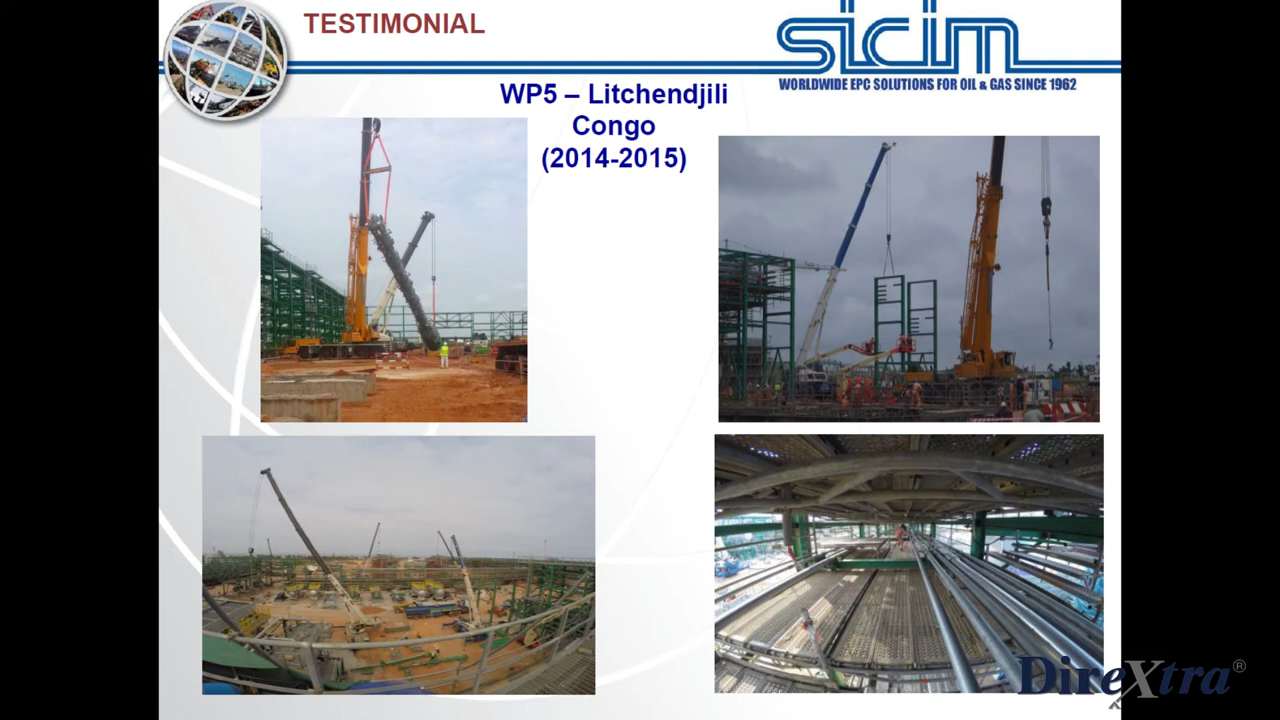 TESTIMONIAL
sicim
WORLDWIDE EPC SOLUTIONS FOR OIL & GAS SINCE 1962
WP5 – Litchendjili
Congo
(2014-2015)
DireXtra®